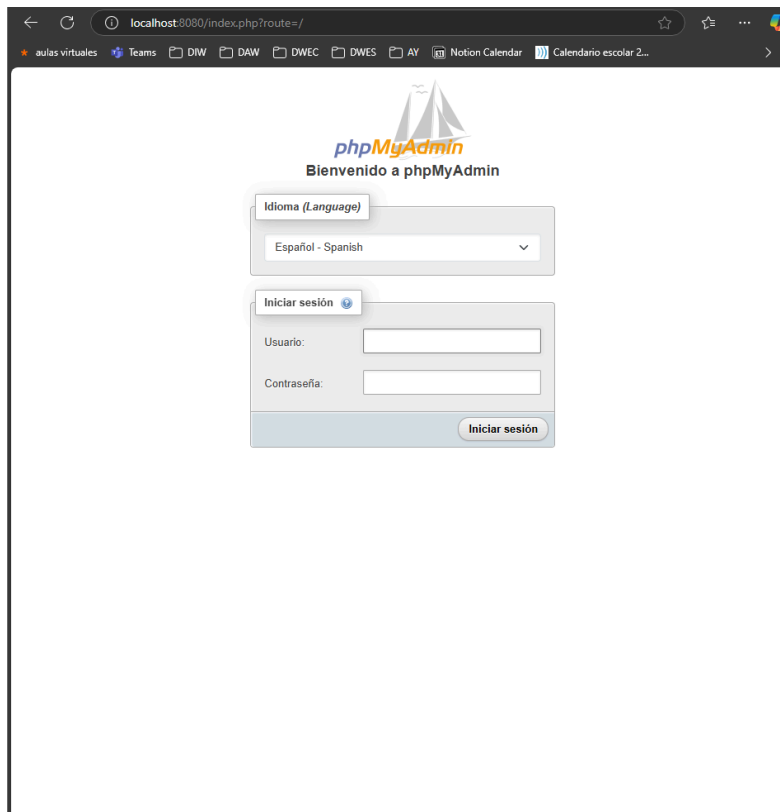 localhost:8080/index.php?route=/
aulas virtuales Teams DIW DAW DWEC DWES AY Notion Calendar Calendario escolar 2...
phpMyAdmin
Bienvenido a phpMyAdmin
Idioma (Language)
Español - Spanish
Iniciar sesión
Usuario:
Contraseña:
Iniciar sesión